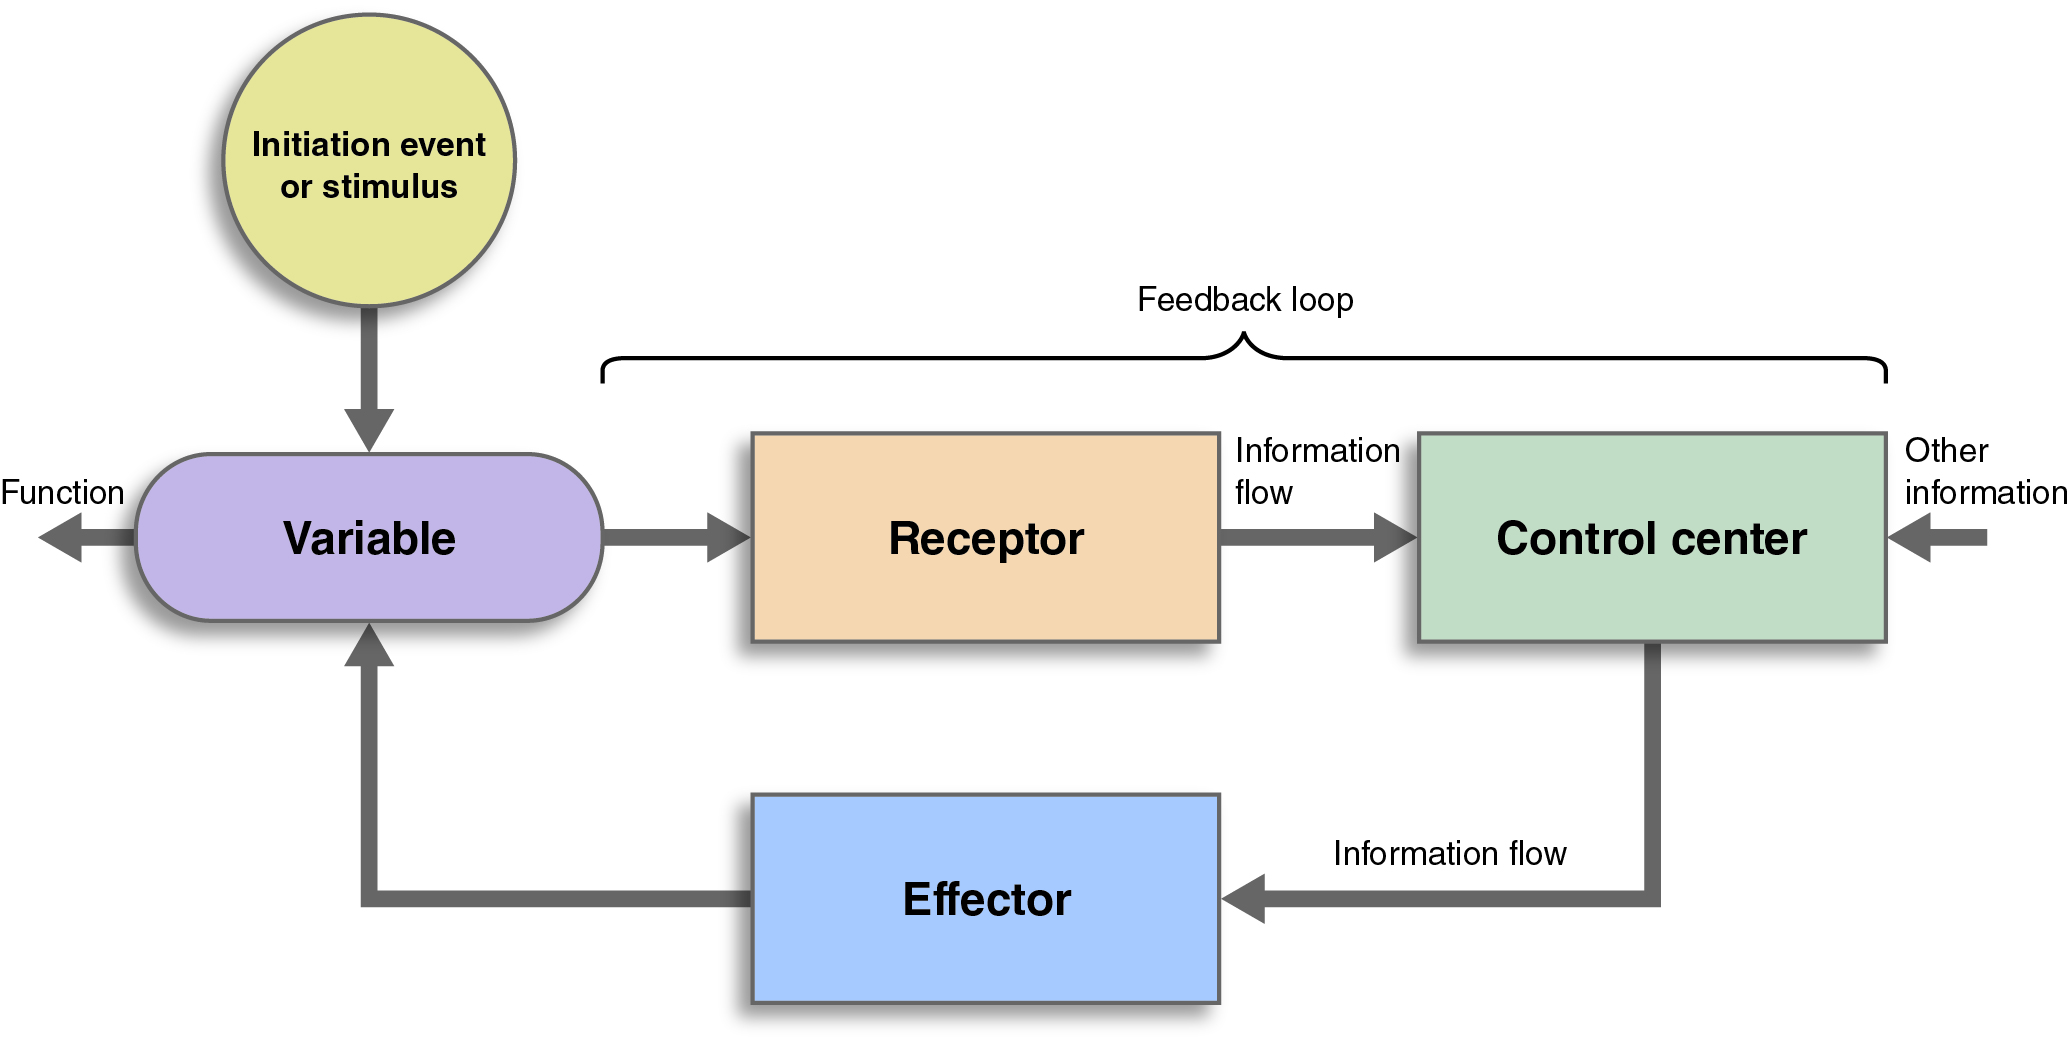 Initiation event
or stimulus
Feedback loop
Function
Variable
Receptor
Information
flow
Control center
Other
information
Effector
Information flow